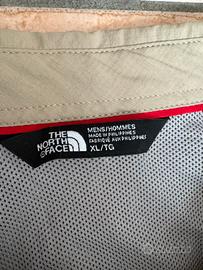 THE
NORTH
FACE
MENS/HOMMES
MADE IN PHILIPPINES
FABRIQUÉ AUX PHILIPPINES
XL/TG